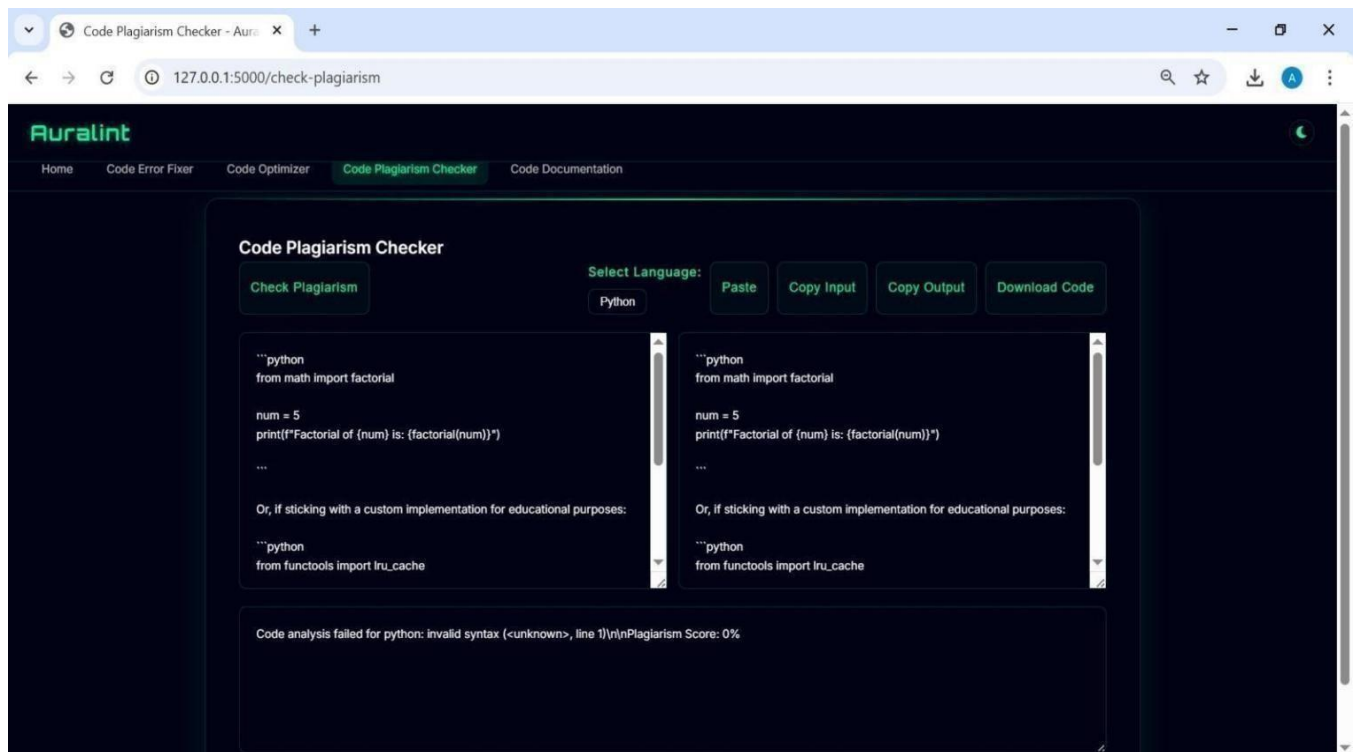 Code Plagiarism Checker - Aura
127.0.0.1:5000/check-plagiarism
A
Auralint
Home Code Error Fixer Code Optimizer Code Plagiarism Checker Code Documentation
Code Plagiarism Checker
Check Plagiarism
Select Language:
Python
Paste Copy Input Copy Output Download Code
```python
from math import factorial
num = 5
print(f"Factorial of {num} is: {factorial(num)}")
```
Or, if sticking with a custom implementation for educational purposes:
```python
from functools import lru_cache
```python
from math import factorial
num = 5
print(f"Factorial of {num} is: {factorial(num)}")
```
Or, if sticking with a custom implementation for educational purposes:
```python
from functools import lru_cache
Code analysis failed for python: invalid syntax (<unknown>, line 1)\n\nPlagiarism Score: 0%